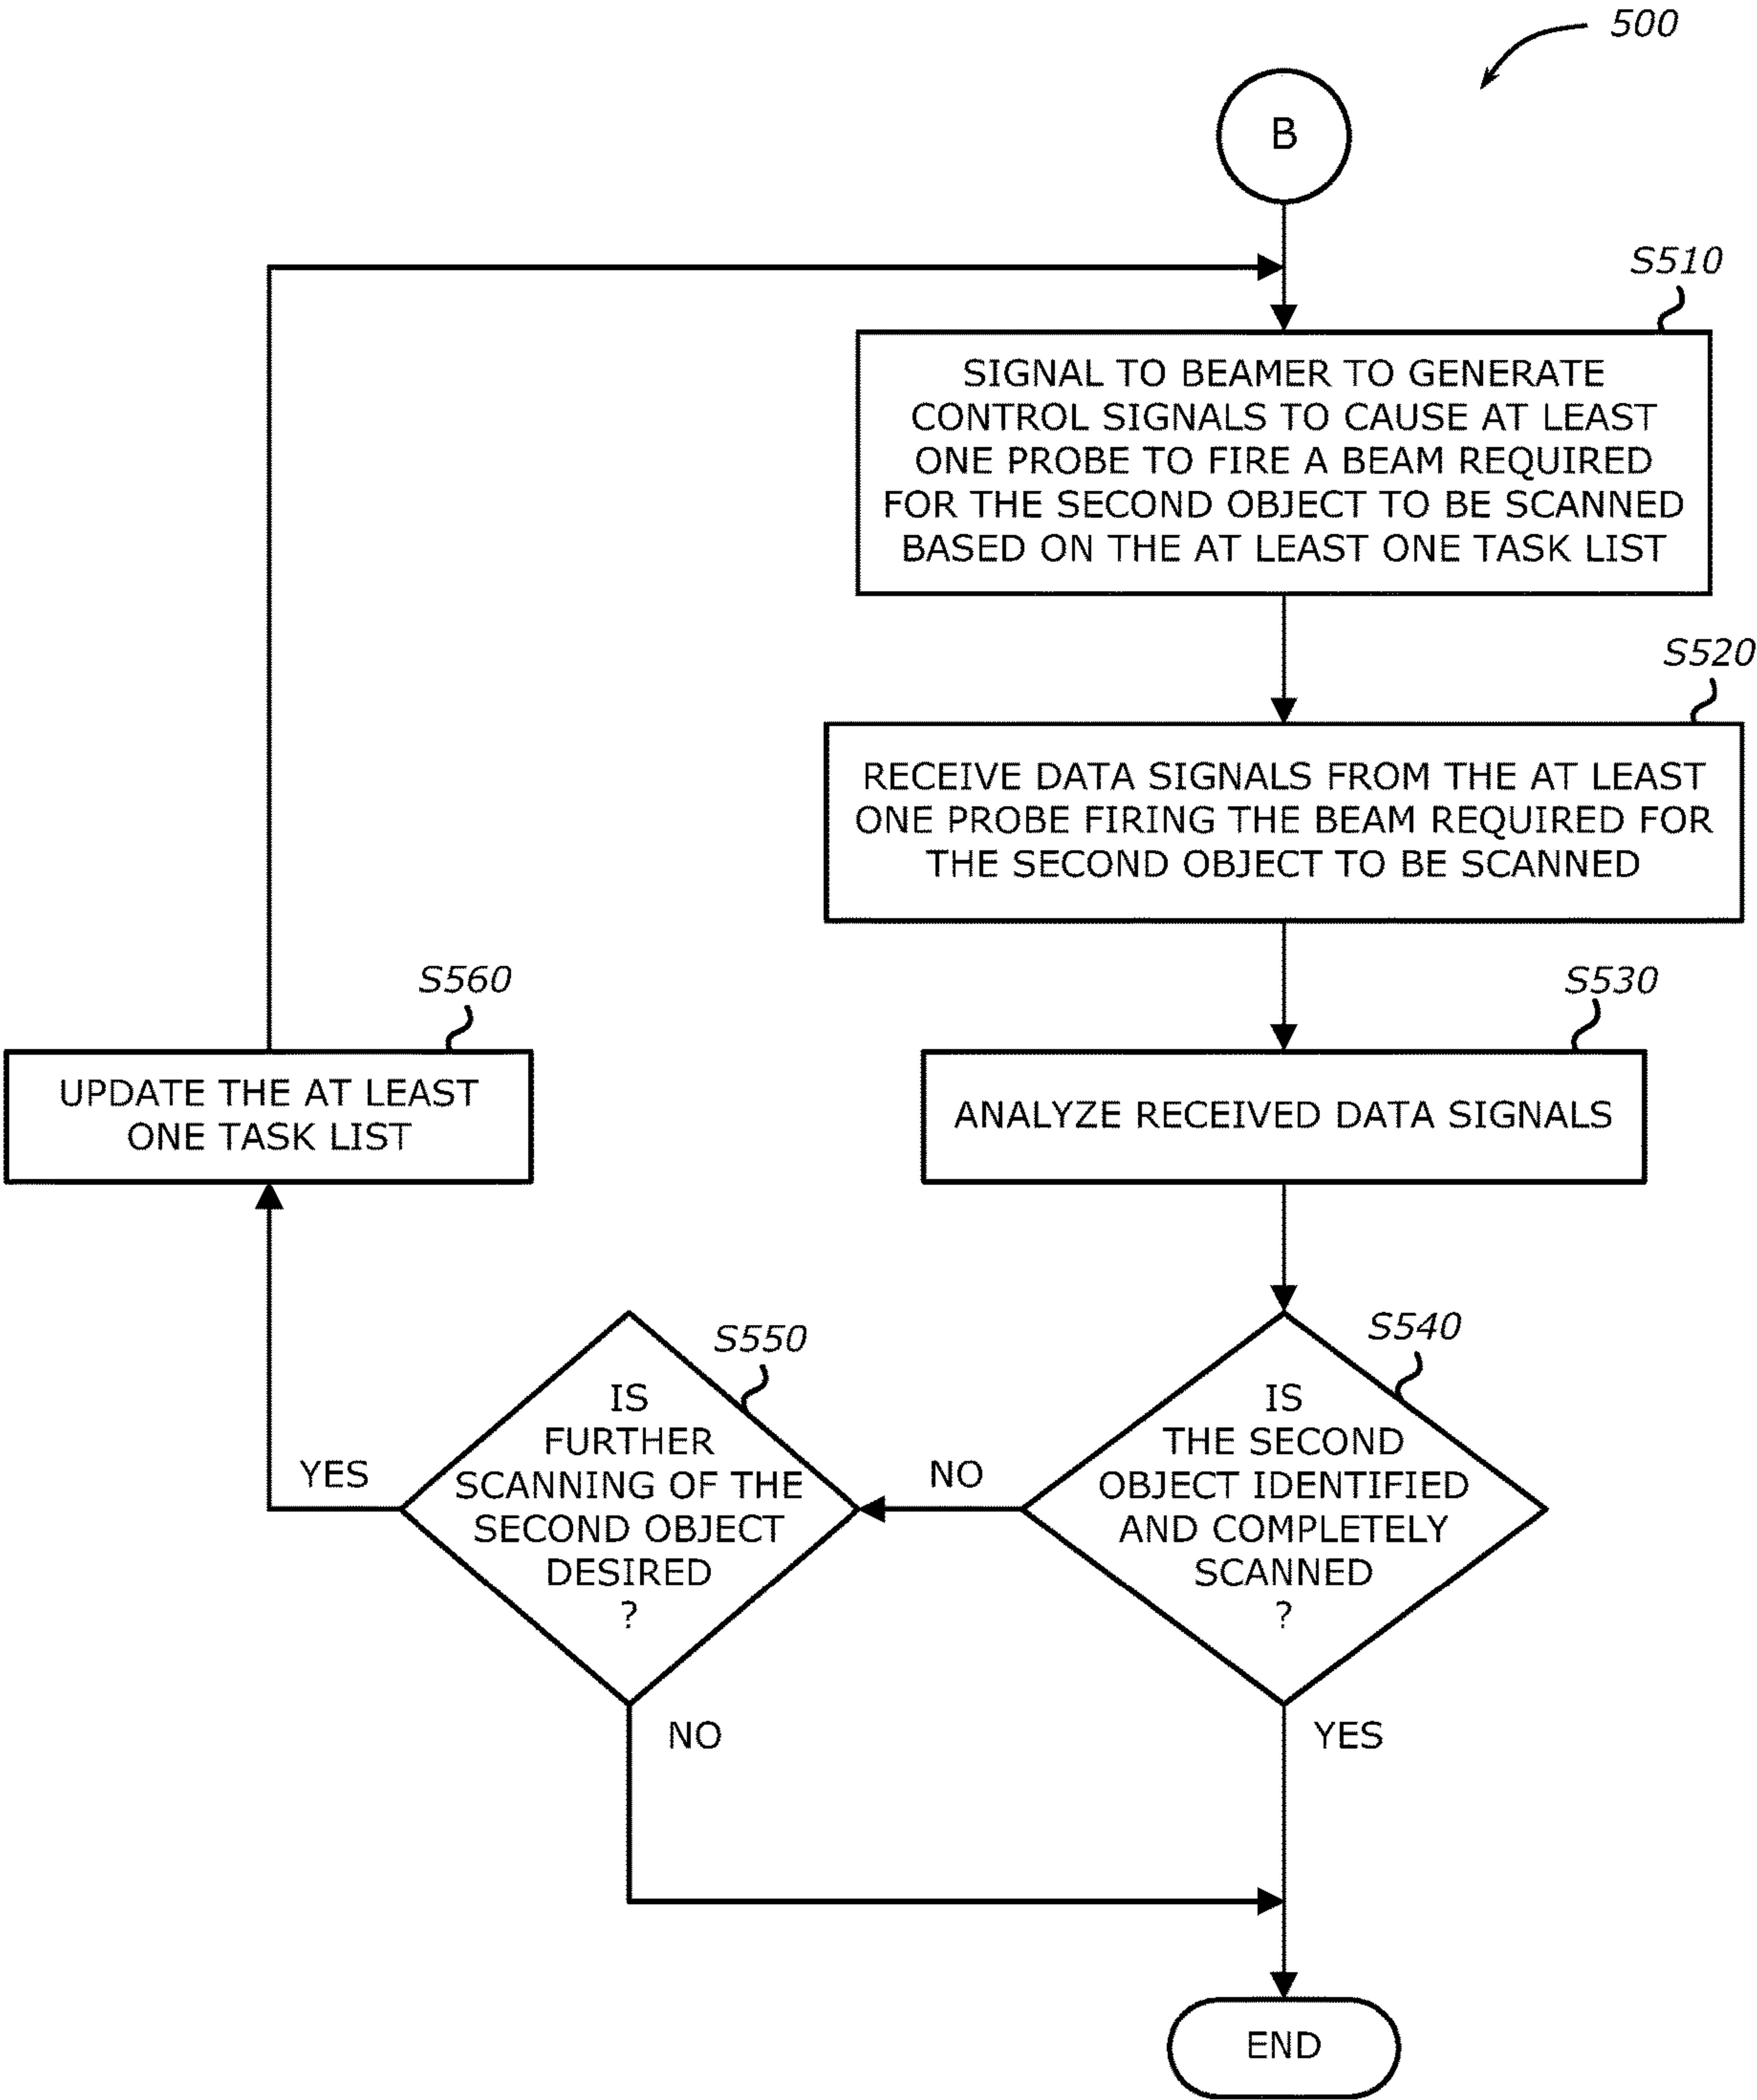 500
B
S510
SIGNAL TO BEAMER TO GENERATE
CONTROL SIGNALS TO CAUSE AT LEAST
ONE PROBE TO FIRE A BEAM REQUIRED
FOR THE SECOND OBJECT TO BE SCANNED
BASED ON THE AT LEAST ONE TASK LIST
S520
RECEIVE DATA SIGNALS FROM THE AT LEAST
ONE PROBE FIRING THE BEAM REQUIRED FOR
THE SECOND OBJECT TO BE SCANNED
S530
ANALYZE RECEIVED DATA SIGNALS
S540
IS
THE SECOND
OBJECT IDENTIFIED
AND COMPLETELY
SCANNED
?
NO
YES
S550
IS
FURTHER
SCANNING OF THE
SECOND OBJECT
DESIRED
?
YES
NO
S560
UPDATE THE AT LEAST
ONE TASK LIST
END